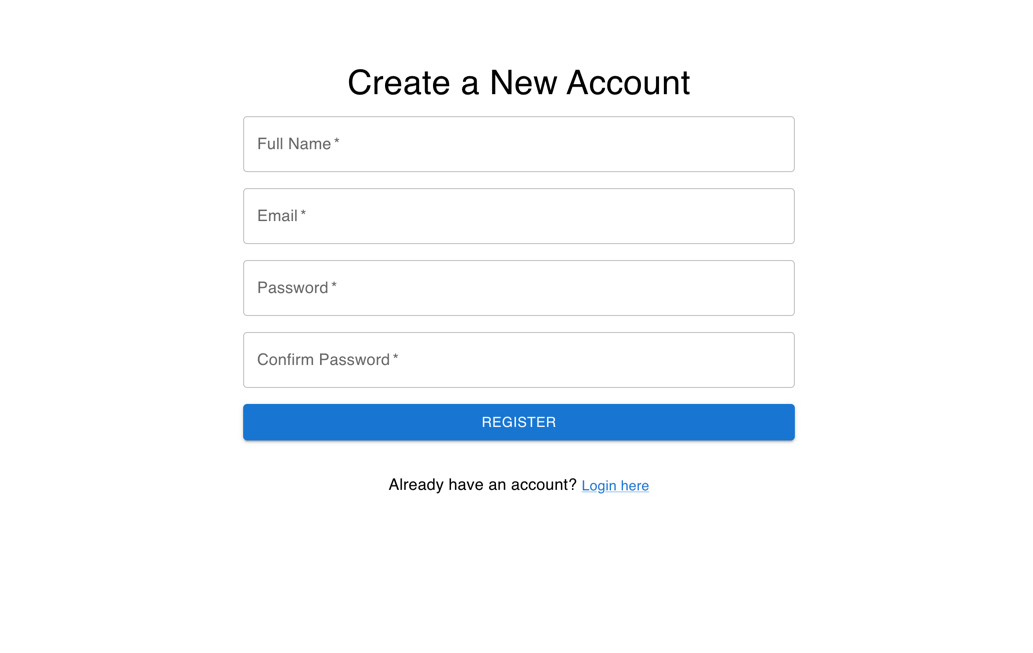 Create a New Account
Full Name *
Email *
Password *
Confirm Password *
REGISTER
Already have an account? Login here